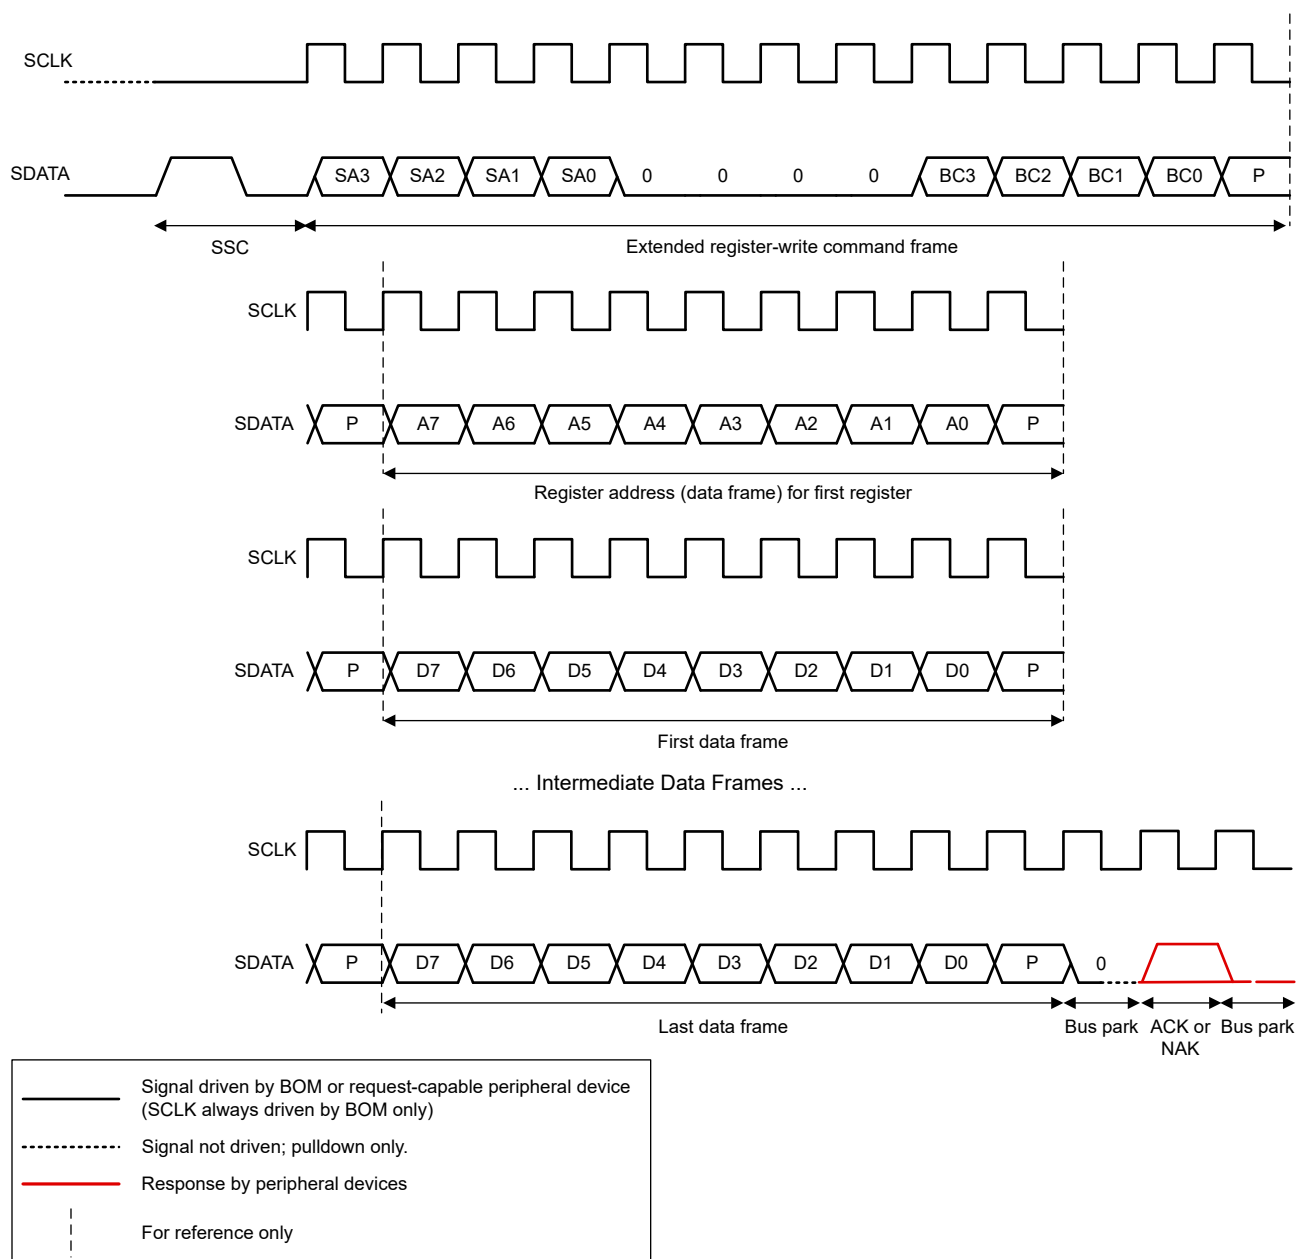 SCLK
SDATA
SA3 SA2 SA1 SA0 0 0 0 0 BC3 BC2 BC1 BC0 P
SSC
Extended register-write command frame
SCLK
SDATA
P A7 A6 A5 A4 A3 A2 A1 A0 P
Register address (data frame) for first register
SCLK
SDATA
P D7 D6 D5 D4 D3 D2 D1 D0 P
First data frame
... Intermediate Data Frames ...
SCLK
SDATA
P D7 D6 D5 D4 D3 D2 D1 D0 P 0
Last data frame
Bus park
ACK or
NAK
Bus park
Signal driven by BOM or request-capable peripheral device
(SCLK always driven by BOM only)
Signal not driven; pulldown only.
Response by peripheral devices
For reference only